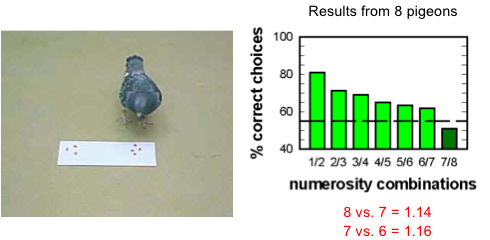 Results from 8 pigeons
% correct choices
100
80
60
40
1/2 2/3 3/4 4/5 5/6 6/7 7/8
numerosity combinations
8 vs. 7 = 1.14
7 vs. 6 = 1.16